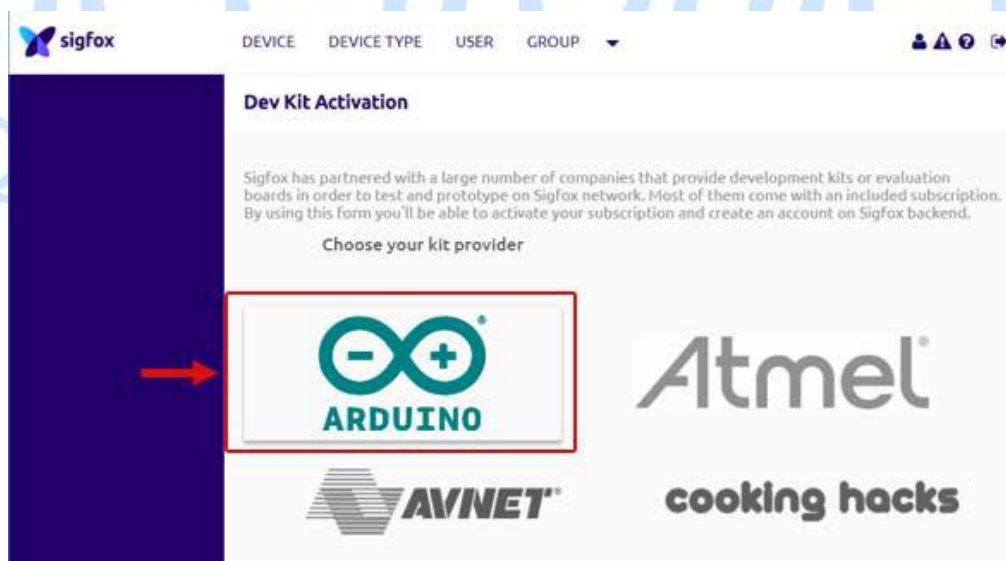 sigfox DEVICE DEVICE TYPE USER GROUP
Dev Kit Activation
Sigfox has partnered with a large number of companies that provide development kits or evaluation
boards in order to test and prototype on Sigfox network. Most of them come with an included subscription.
By using this form you'll be able to activate your subscription and create an account on Sigfox backend.
Choose your kit provider
ARDUINO
Atmel
AVNET
cooking hacks